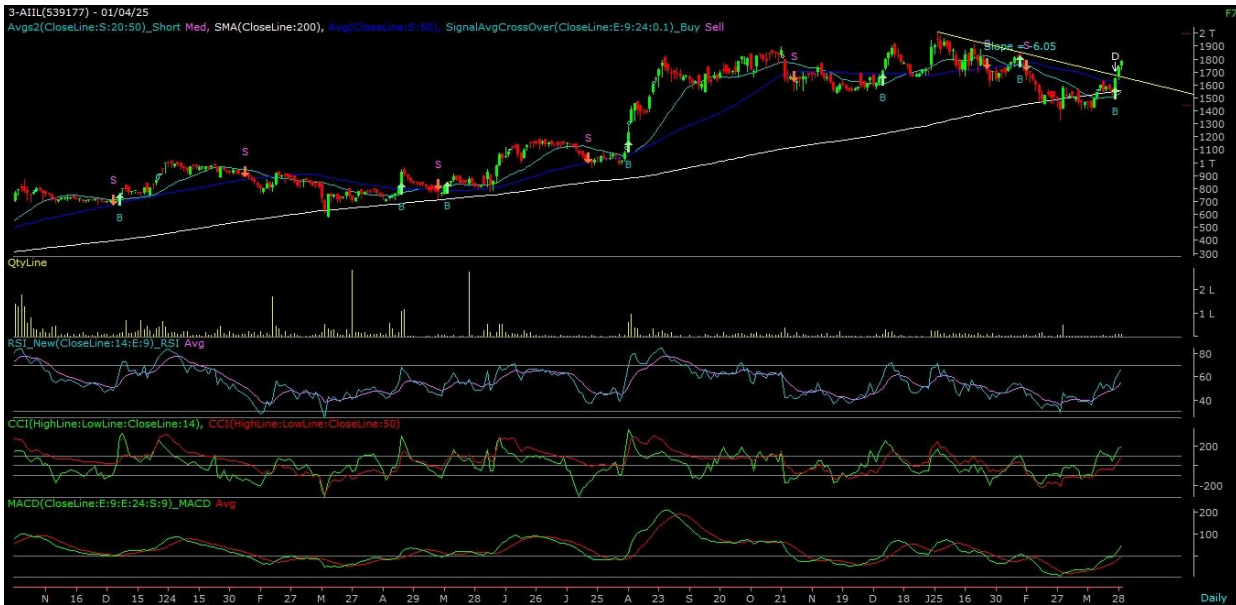 3-AIIL(539177) - 01/04/25 F7
Avgs2(CloseLine:S:20:50)_Short Med, SMA(CloseLine:200), Avg(CloseLine:S:50), SignalAvgCrossOver(CloseLine:E:9:24:0.1)_Buy Sell
Slope = -6.05
S S S S S S S
B B B B B B B
D
2 T
1900
1800
1700
1600
1500
1400
1300
1200
1100
1 T
900
800
700
600
500
400
300
QtyLine
2 L
1 L
RSI_New(CloseLine:14:E:9)_RSI Avg
80
60
40
CCI(HighLine:LowLine:CloseLine:14), CCI(HighLine:LowLine:CloseLine:50)
200
-200
MACD(CloseLine:E:9:E:24:S:9)_MACD Avg
200
100
N 16 D 15 J24 15 30 F 27 M 27 A 29 M 28 J 26 J 25 A 23 S 20 O 21 N 19 D 18 J25 16 30 F 27 M 28 Daily